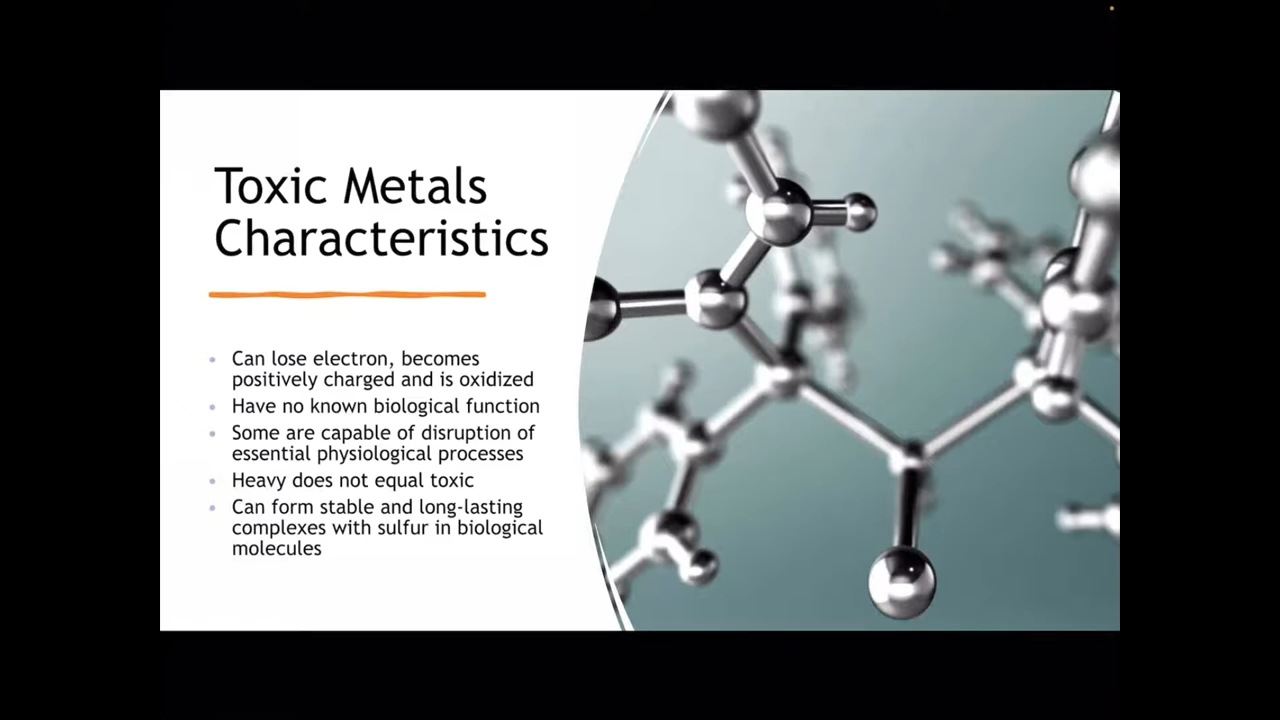 Toxic Metals
Characteristics
• Can lose electron, becomes
positively charged and is oxidized
• Have no known biological function
• Some are capable of disruption of
essential physiological processes
• Heavy does not equal toxic
• Can form stable and long-lasting
complexes with sulfur in biological
molecules